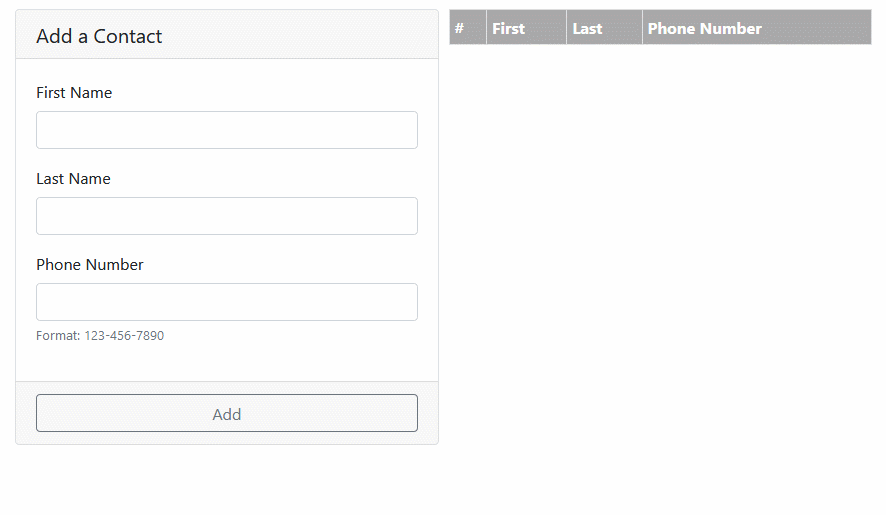 Add a Contact
First Name
Last Name
Phone Number
Format: 123-456-7890
Add
# First Last Phone Number